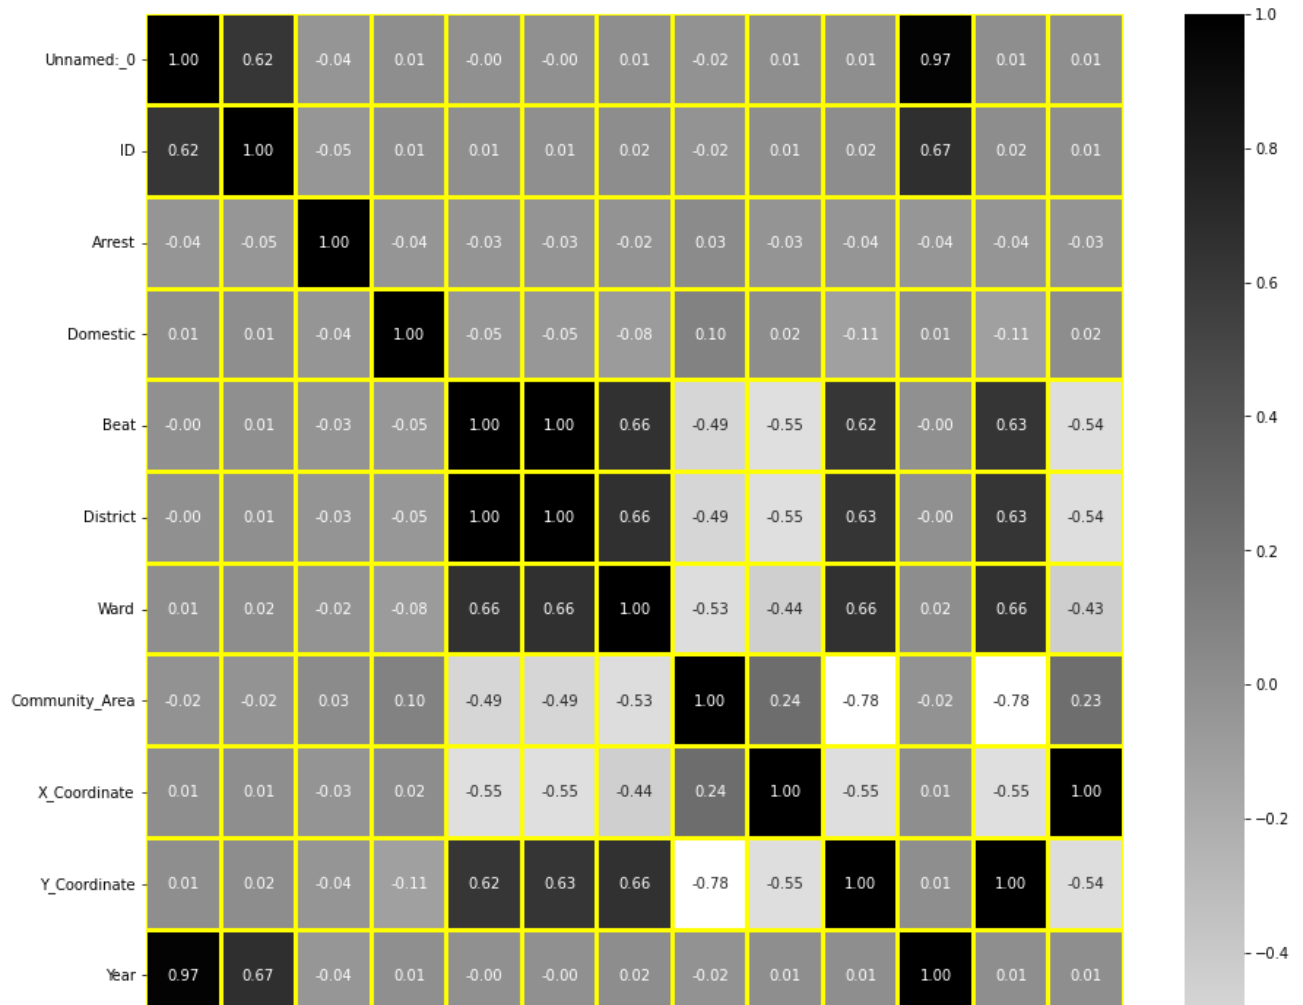 1.0
Unnamed:_0 1.00 0.62 -0.04 0.01 -0.00 -0.00 0.01 -0.02 0.01 0.01 0.97 0.01 0.01
0.8
ID 0.62 1.00 -0.05 0.01 0.01 0.01 0.02 -0.02 0.01 0.02 0.67 0.02 0.01
Arrest -0.04 -0.05 1.00 -0.04 -0.03 -0.03 -0.02 0.03 -0.03 -0.04 -0.04 -0.04 -0.03
0.6
Domestic 0.01 0.01 -0.04 1.00 -0.05 -0.05 -0.08 0.10 0.02 -0.11 0.01 -0.11 0.02
0.4
Beat -0.00 0.01 -0.03 -0.05 1.00 1.00 0.66 -0.49 -0.55 0.62 -0.00 0.63 -0.54
District -0.00 0.01 -0.03 -0.05 1.00 1.00 0.66 -0.49 -0.55 0.63 -0.00 0.63 -0.54
0.2
Ward 0.01 0.02 -0.02 -0.08 0.66 0.66 1.00 -0.53 -0.44 0.66 0.02 0.66 -0.43
0.0
Community_Area -0.02 -0.02 0.03 0.10 -0.49 -0.49 -0.53 1.00 0.24 -0.78 -0.02 -0.78 0.23
X_Coordinate 0.01 0.01 -0.03 0.02 -0.55 -0.55 -0.44 0.24 1.00 -0.55 0.01 -0.55 1.00
−0.2
Y_Coordinate 0.01 0.02 -0.04 -0.11 0.62 0.63 0.66 -0.78 -0.55 1.00 0.01 1.00 -0.54
−0.4
Year 0.97 0.67 -0.04 0.01 -0.00 -0.00 0.02 -0.02 0.01 0.01 1.00 0.01 0.01